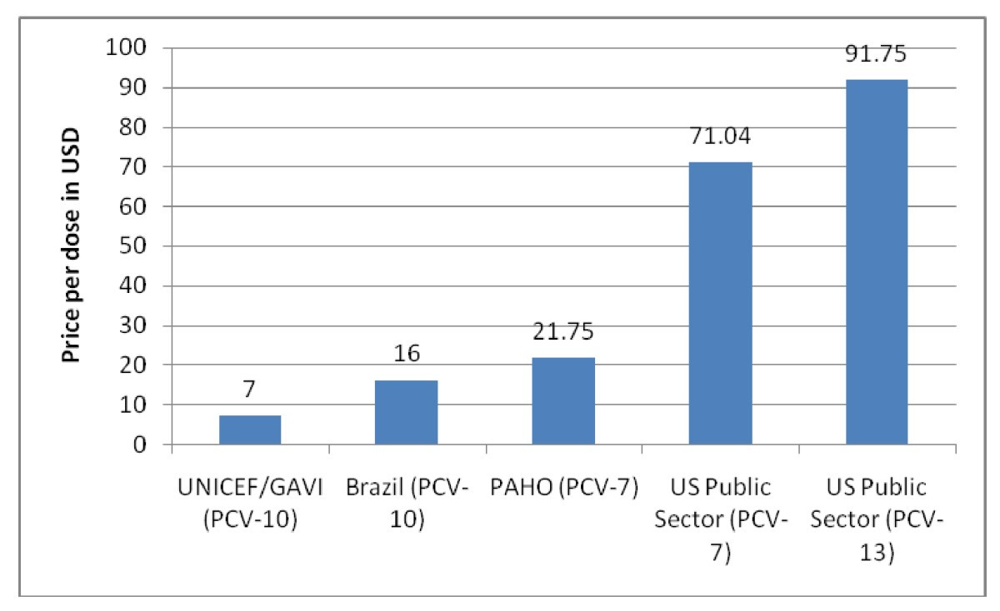 Price per dose in USD
100
90
80
70
60
50
40
30
20
10
0
7
16
21.75
71.04
91.75
UNICEF/GAVI
(PCV-10)
Brazil (PCV-
10)
PAHO (PCV-7)
US Public
Sector (PCV-
7)
US Public
Sector (PCV-
13)